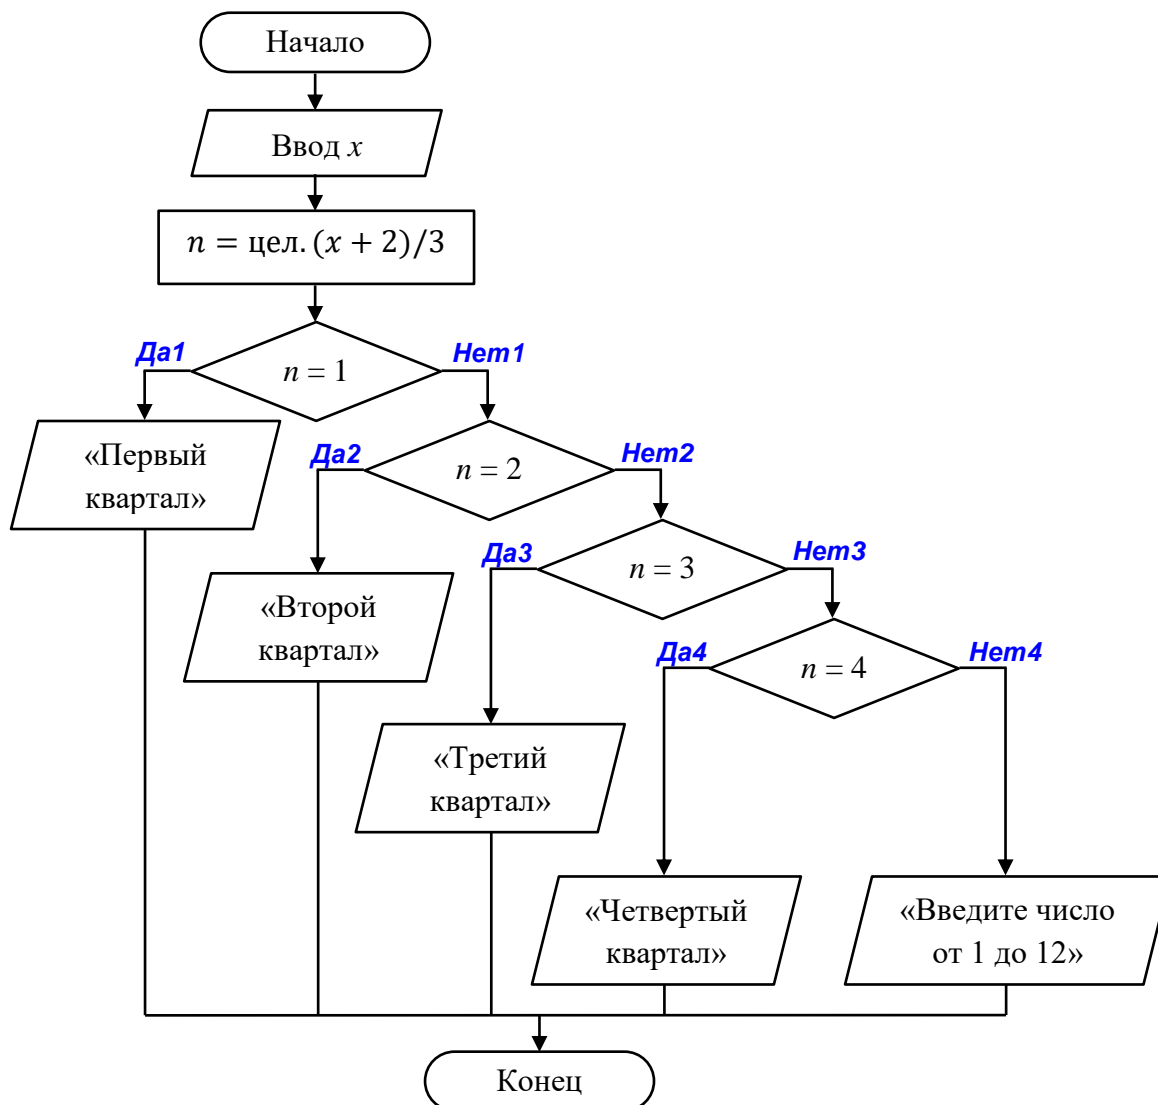 Начало
Ввод x
n = цел. (x + 2)/3
Да1
Нет1
n = 1
«Первый
квартал»
Да2
Нет2
n = 2
«Второй
квартал»
Да3
Нет3
n = 3
«Третий
квартал»
Да4
Нет4
n = 4
«Четвертый
квартал»
«Введите число
от 1 до 12»
Конец